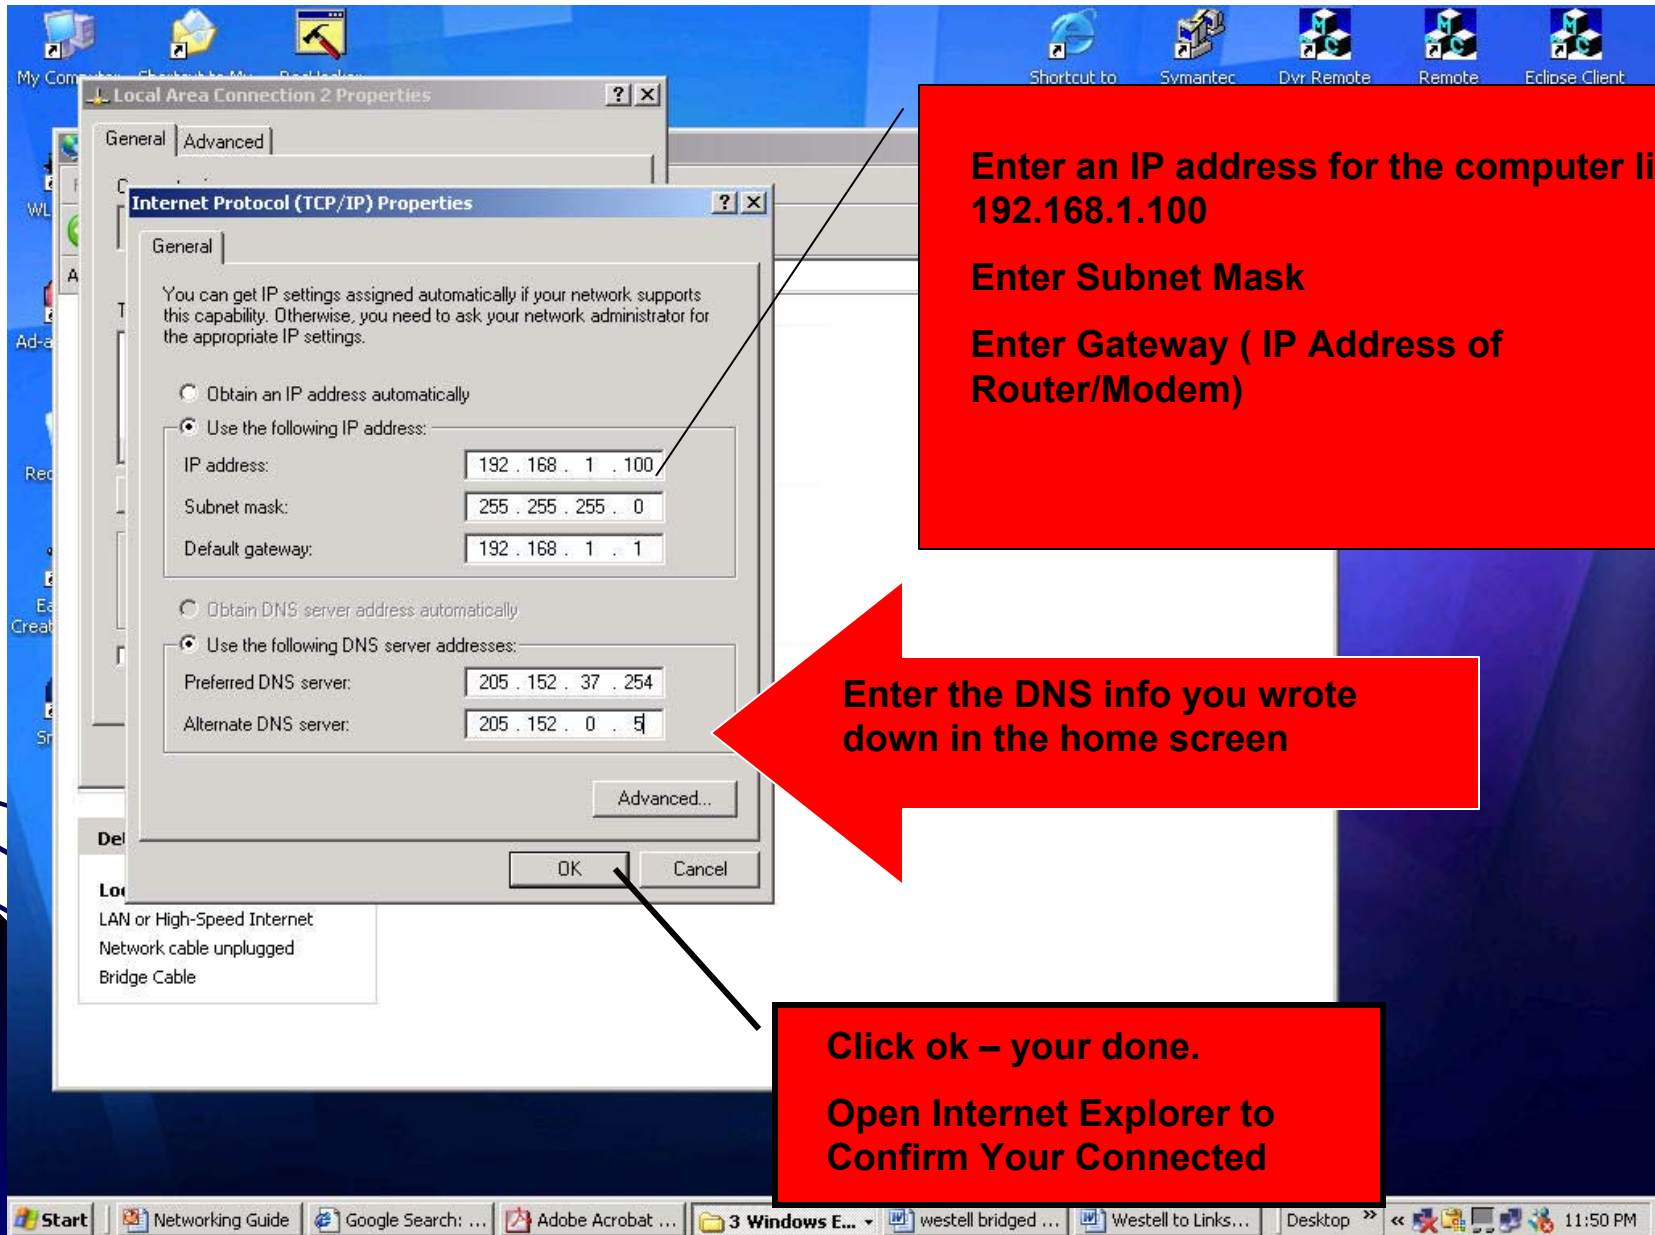 My Com
Shortcut to
Symantec
Dvr Remote
Remote
Eclipse Client
Local Area Connection 2 Properties
General
Advanced
WL
Ad-a
Rec
Ea
Creat
Internet Protocol (TCP/IP) Properties
General
You can get IP settings assigned automatically if your network supports
this capability. Otherwise, you need to ask your network administrator for
the appropriate IP settings.
Obtain an IP address automatically
Use the following IP address:
IP address: 192 . 168 . 1 . 100
Subnet mask: 255 . 255 . 255 . 0
Default gateway: 192 . 168 . 1 . 1
Obtain DNS server address automatically
Use the following DNS server addresses:
Preferred DNS server: 205 . 152 . 37 . 254
Alternate DNS server: 205 . 152 . 0 . 5
Advanced...
OK
Cancel
Enter an IP address for the computer li
192.168.1.100
Enter Subnet Mask
Enter Gateway ( IP Address of
Router/Modem)
Enter the DNS info you wrote
down in the home screen
LAN or High-Speed Internet
Network cable unplugged
Bridge Cable
Click ok – your done.
Open Internet Explorer to
Confirm Your Connected
Start
Networking Guide
Google Search: ...
Adobe Acrobat ...
3 Windows E...
westell bridged ...
Westell to Links...
Desktop
11:50 PM